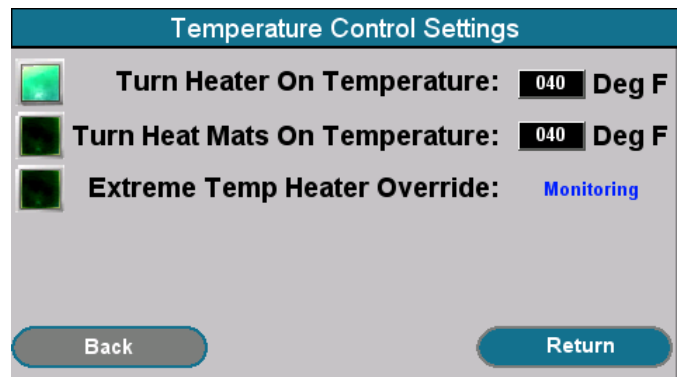 Temperature Control Settings
Turn Heater On Temperature: 040 Deg F
Turn Heat Mats On Temperature: 040 Deg F
Extreme Temp Heater Override: Monitoring
Back Return